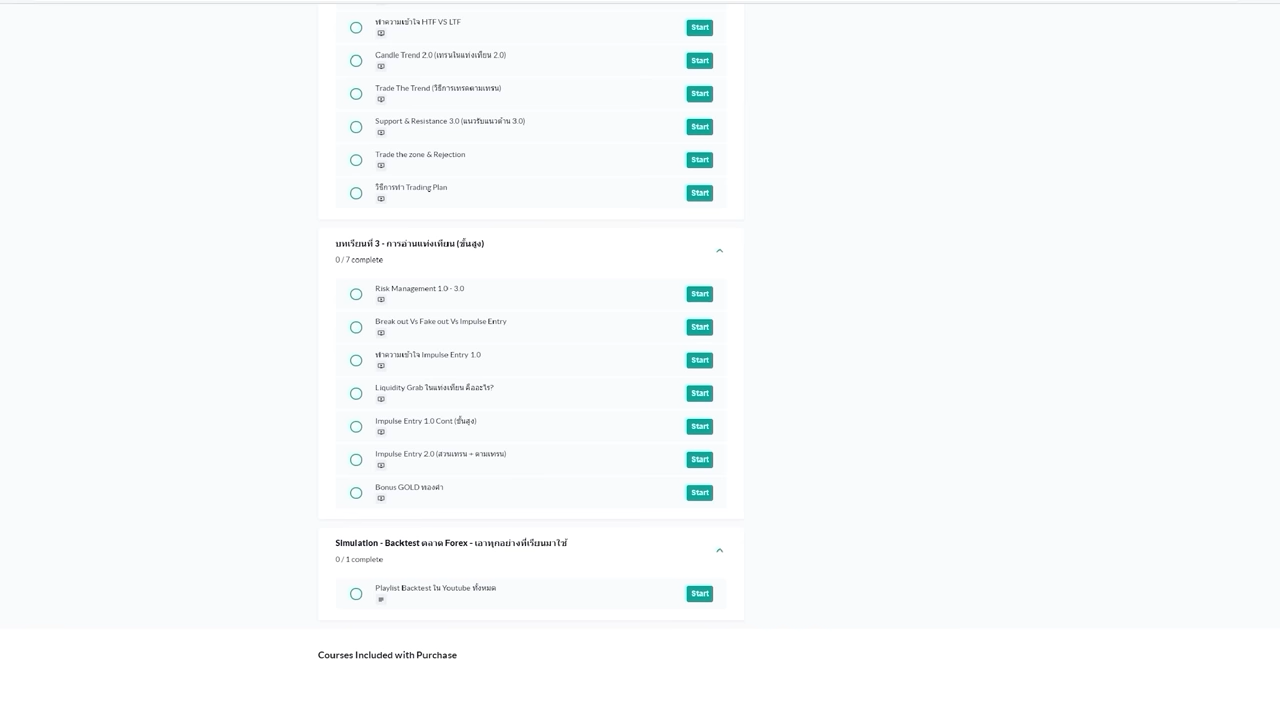 ทำความเข้าใจ HTF VS LTF
Start
Candle Trend 2.0 (เทรนในแท่งเทียน 2.0)
Start
Trade The Trend (วิธีการเทรดตามเทรน)
Start
Support & Resistance 3.0 (แนวรับแนวต้าน 3.0)
Start
Trade the zone & Rejection
Start
วิธีการทำ Trading Plan
Start
บทเรียนที่ 3 - การอ่านแท่งเทียน (ขั้นสูง)
0 / 7 complete
Risk Management 1.0 - 3.0
Start
Break out Vs Fake out Vs Impulse Entry
Start
ทำความเข้าใจ Impulse Entry 1.0
Start
Liquidity Grab ในแท่งเทียน คืออะไร?
Start
Impulse Entry 1.0 Cont (ขั้นสูง)
Start
Impulse Entry 2.0 (สวนเทรน + ตามเทรน)
Start
Bonus GOLD ทองคำ
Start
Simulation - Backtest ตลาด Forex - เอาทุกอย่างที่เรียนมาใช้
0 / 1 complete
Playlist Backtest ใน Youtube ทั้งหมด
Start
Courses Included with Purchase